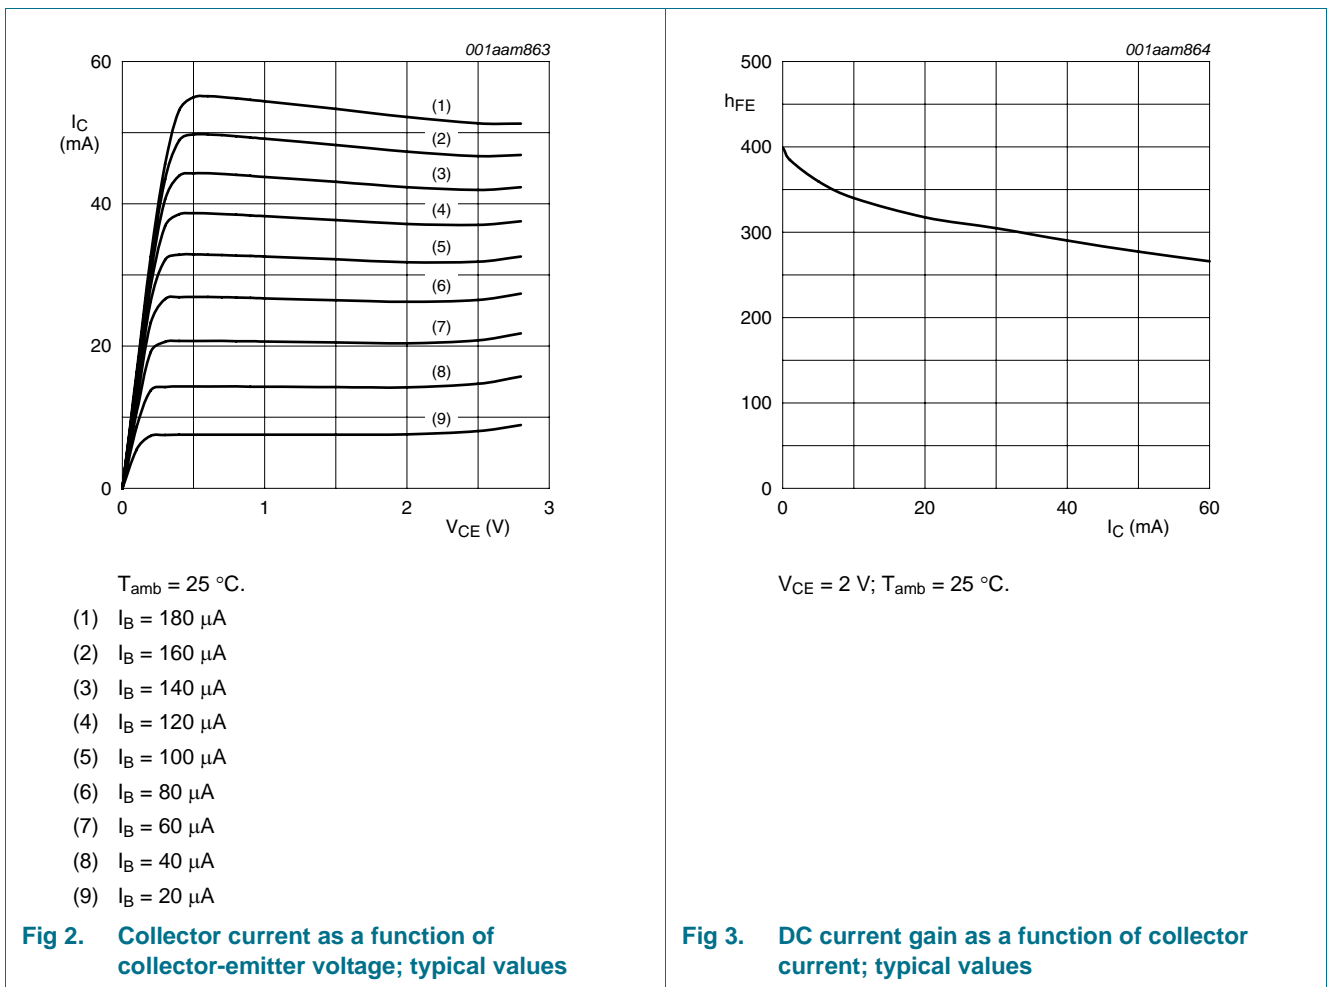 001aam863
60
I_C
(mA)
40
20
0
(1)
(2)
(3)
(4)
(5)
(6)
(7)
(8)
(9)
0 1 2 3
V_CE (V)
T_amb = 25 °C.
(1) I_B = 180 μA
(2) I_B = 160 μA
(3) I_B = 140 μA
(4) I_B = 120 μA
(5) I_B = 100 μA
(6) I_B = 80 μA
(7) I_B = 60 μA
(8) I_B = 40 μA
(9) I_B = 20 μA
Fig 2. Collector current as a function of
collector-emitter voltage; typical values
001aam864
500
h_FE
400
300
200
100
0
0 20 40 60
I_C (mA)
V_CE = 2 V; T_amb = 25 °C.
Fig 3. DC current gain as a function of collector
current; typical values